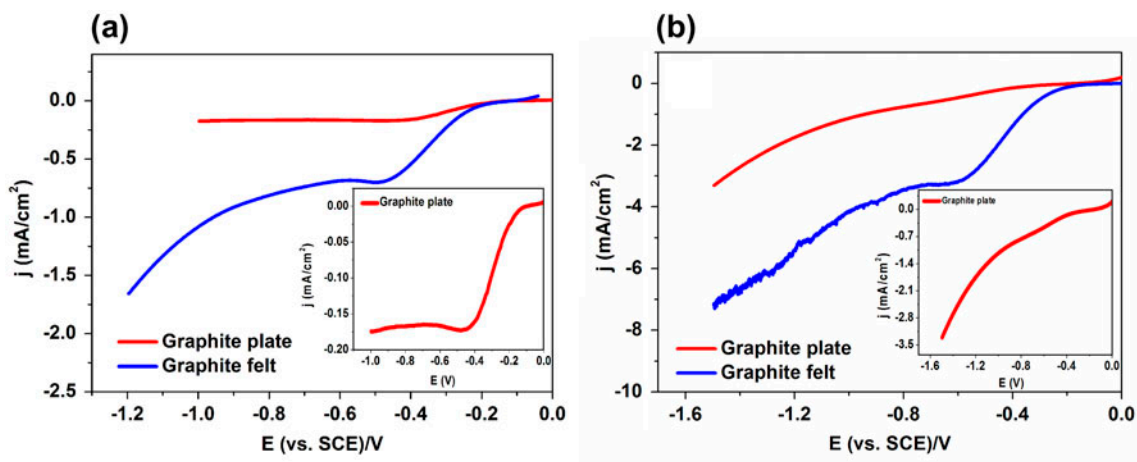 (a)
0.0
-0.5
-1.0
-1.5
-2.0
-2.5
j (mA/cm²)
-1.2 -1.0 -0.8 -0.6 -0.4 -0.2 0.0
E (vs. SCE)/V
Graphite plate
Graphite felt
Graphite plate
0.00
-0.05
-0.10
-0.15
-0.20
j (mA/cm²)
-1.0 -0.8 -0.6 -0.4 -0.2 0.0
E (V)
(b)
0
-2
-4
-6
-8
-10
j (mA/cm²)
-1.6 -1.2 -0.8 -0.4 0.0
E (vs. SCE)/V
Graphite plate
Graphite felt
Graphite plate
0.0
-0.7
-1.4
-2.1
-2.8
-3.5
j (mA/cm²)
-1.6 -1.2 -0.8 -0.4 0.0
E (V)